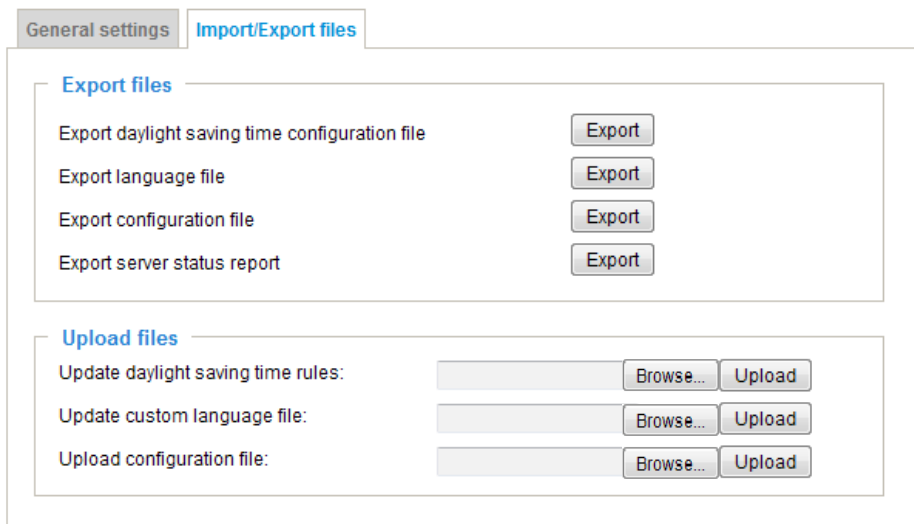 General settings Import/Export files
Export files
Export daylight saving time configuration file Export
Export language file Export
Export configuration file Export
Export server status report Export
Upload files
Update daylight saving time rules: Browse... Upload
Update custom language file: Browse... Upload
Upload configuration file: Browse... Upload